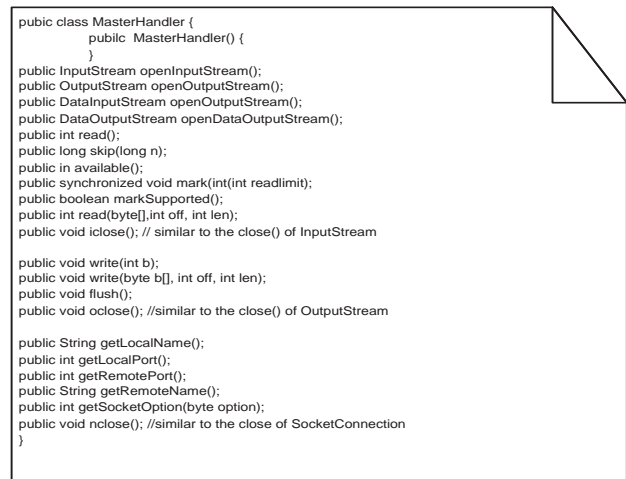 pubic class MasterHandler {
pubilc MasterHandler() {
}
public InputStream openInputStream();
public OutputStream openOutputStream();
public DataInputStream openOutputStream();
public DataOutputStream openDataOutputStream();
public int read();
public long skip(long n);
public in available();
public synchronized void mark(int(int readlimit);
public boolean markSupported();
public int read(byte[],int off, int len);
public void iclose(); // similar to the close() of InputStream
public void write(int b);
public void write(byte b[], int off, int len);
public void flush();
public void oclose(); //similar to the close() of OutputStream
public String getLocalName();
public int getLocalPort();
public int getRemotePort();
public String getRemoteName();
public int getSocketOption(byte option);
public void nclose(); //similar to the close of SocketConnection
}